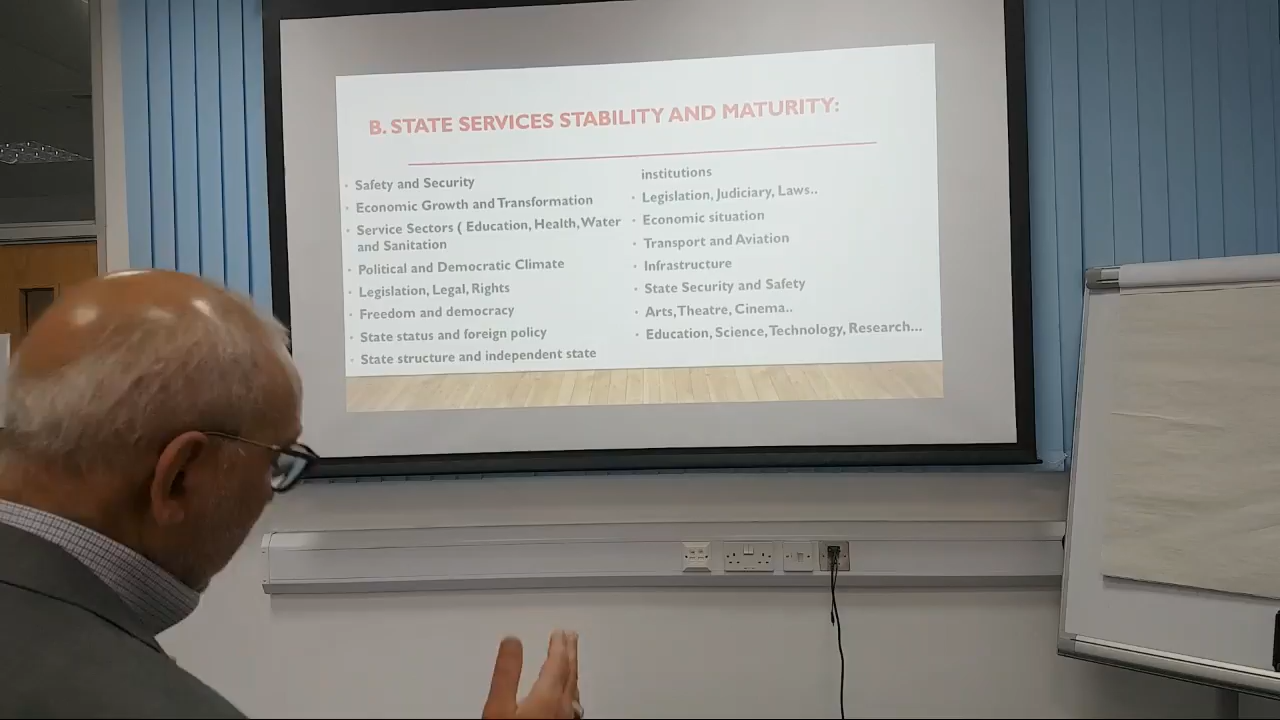 B. STATE SERVICES STABILITY AND MATURITY:
• Safety and Security
• Economic Growth and Transformation
• Service Sectors ( Education, Health, Water
and Sanitation
• Political and Democratic Climate
• Legislation, Legal, Rights
• Freedom and democracy
• State status and foreign policy
• State structure and independent state
institutions
• Legislation, Judiciary, Laws..
• Economic situation
• Transport and Aviation
• Infrastructure
• State Security and Safety
• Arts, Theatre, Cinema..
• Education, Science, Technology, Research...